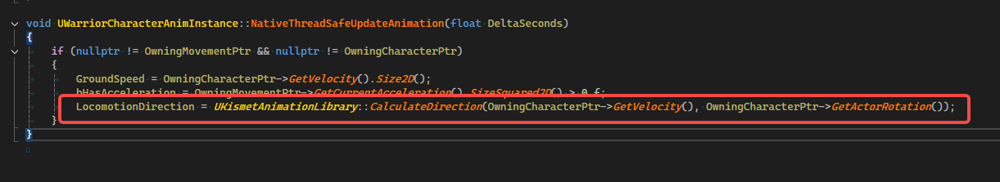 void UWarriorCharacterAnimInstance::NativeThreadSafeUpdateAnimation(float DeltaSeconds)
{
if (nullptr != OwningMovementPtr && nullptr != OwningCharacterPtr)
{
GroundSpeed = OwningCharacterPtr->GetVelocity().Size2D();
bHasAcceleration = OwningMovementPtr->GetCurrentAcceleration().SizeSquared2D() > 0.f;
LocomotionDirection = UKismetAnimationLibrary::CalculateDirection(OwningCharacterPtr->GetVelocity(), OwningCharacterPtr->GetActorRotation());
}
}